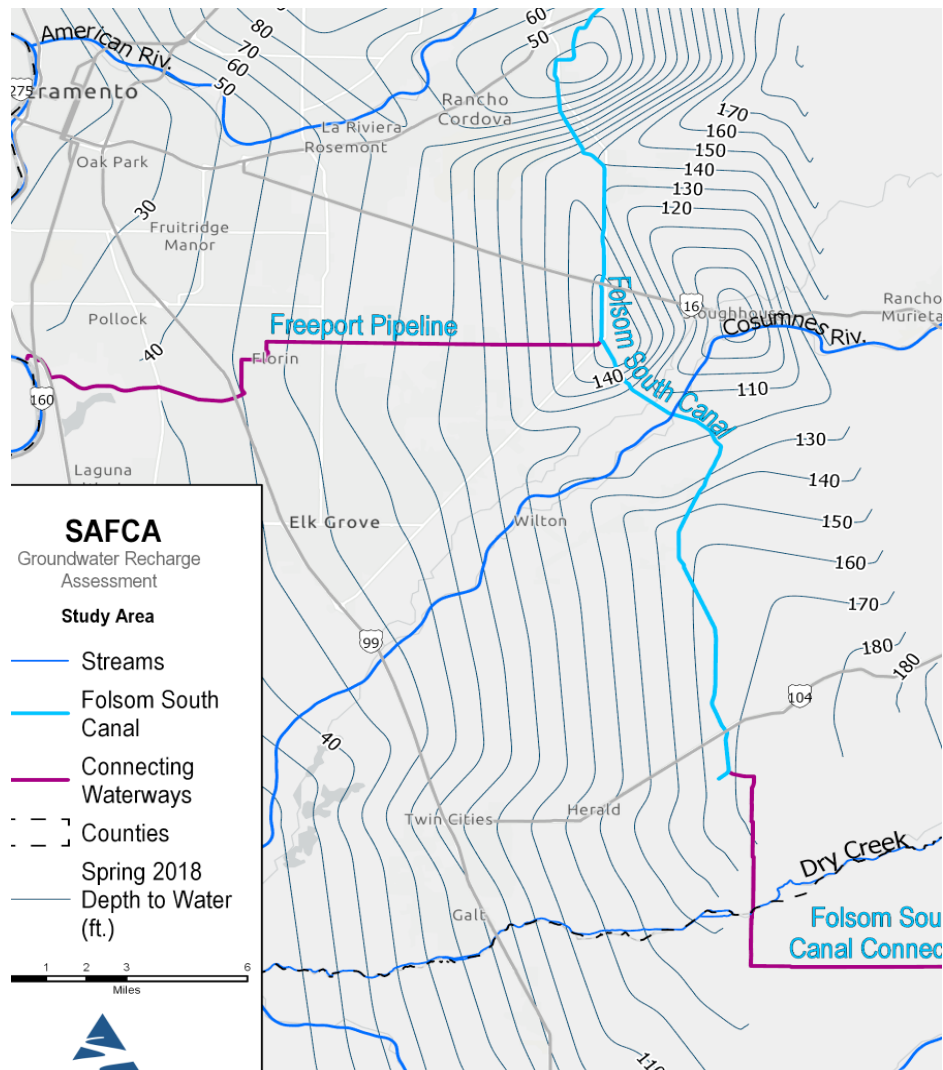 80
70
60
50
American Riv.
60
50
275
Rancho
Cordova
170
160
150
140
130
120
La Riviera
Rosemont
Oak Park
30
Fruitridge
Manor
Folsom South Canal
16
Rancho
Murieta
Cosumnes Riv.
Pollock
Freeport Pipeline
40
Florin
140
110
160
130
140
150
160
170
180
180
Laguna
Elk Grove
Wilton
SAFCA
Groundwater Recharge
Assessment
Study Area
Streams
Folsom South
Canal
Connecting
Waterways
Counties
Spring 2018
Depth to Water
(ft.)
1 2 3 6
Miles
99
104
40
Twin Cities
Herald
Dry Creek
Galt
Folsom Sou
Canal Connec
110